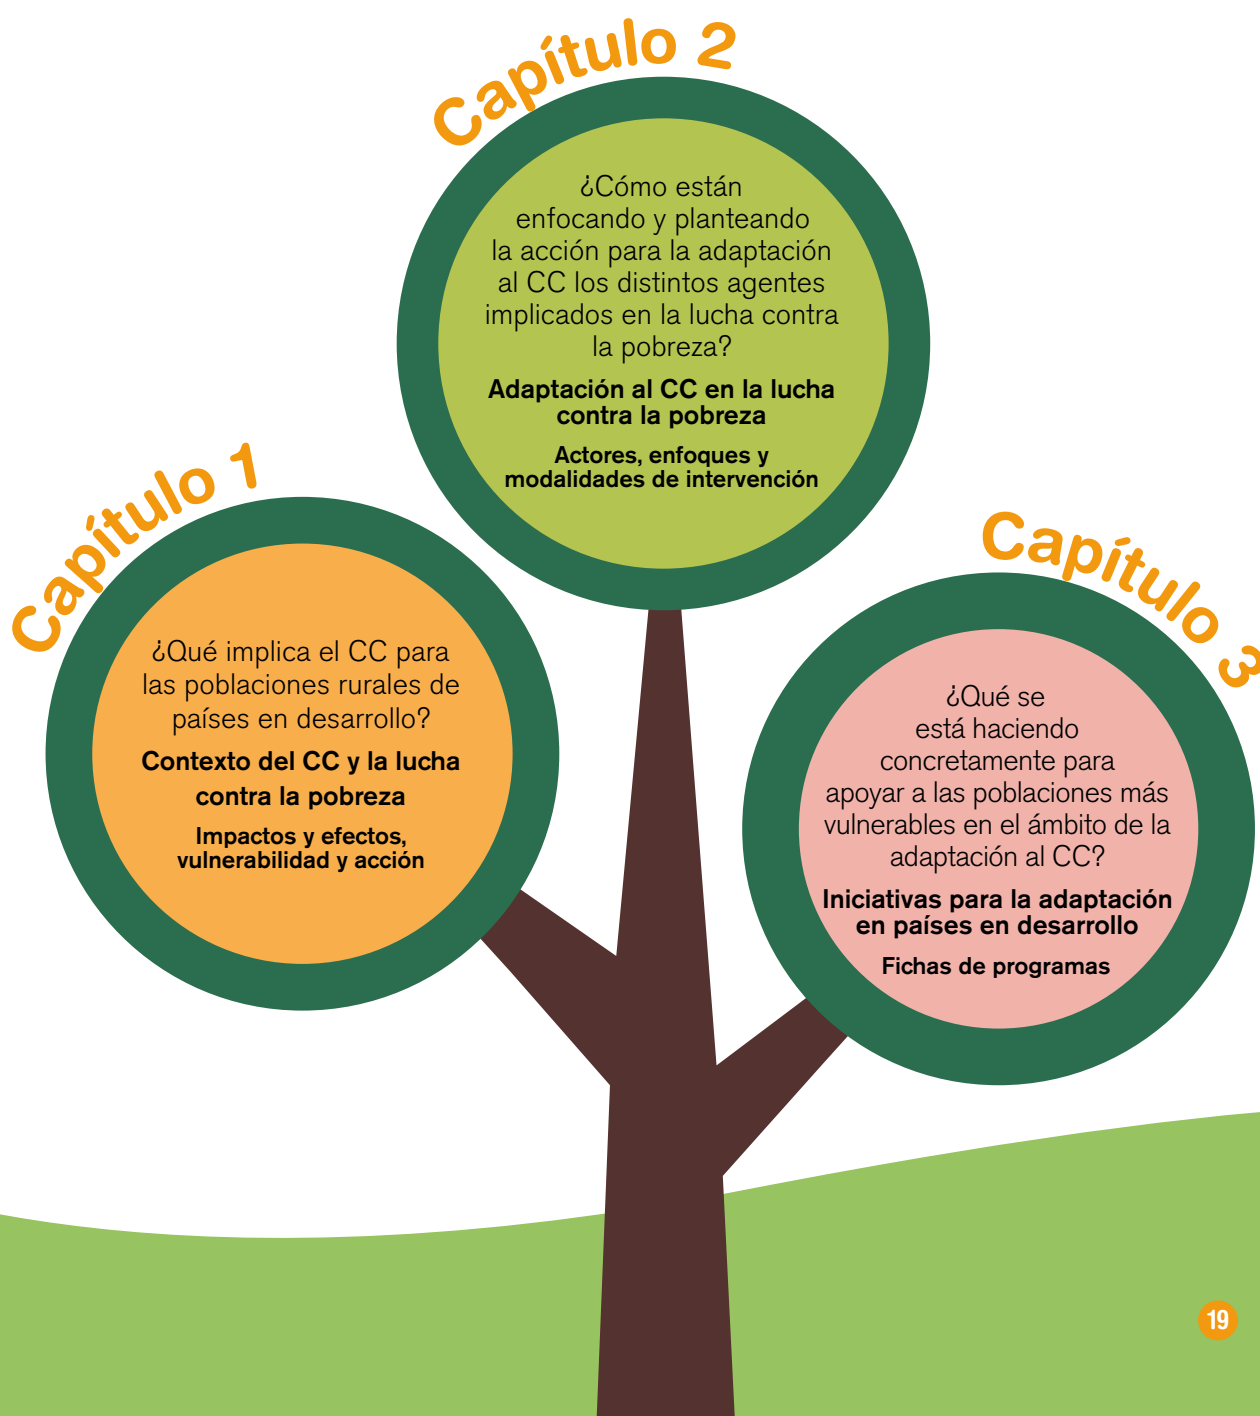 Capítulo 1
¿Qué implica el CC para
las poblaciones rurales de
países en desarrollo?
Contexto del CC y la lucha
contra la pobreza
Impactos y efectos,
vulnerabilidad y acción
Capítulo 2
¿Cómo están
enfocando y planteando
la acción para la adaptación
al CC los distintos agentes
implicados en la lucha contra
la pobreza?
Adaptación al CC en la lucha
contra la pobreza
Actores, enfoques y
modalidades de intervención
Capítulo 3
¿Qué se
está haciendo
concretamente para
apoyar a las poblaciones más
vulnerables en el ámbito de la
adaptación al CC?
Iniciativas para la adaptación
en países en desarrollo
Fichas de programas
19